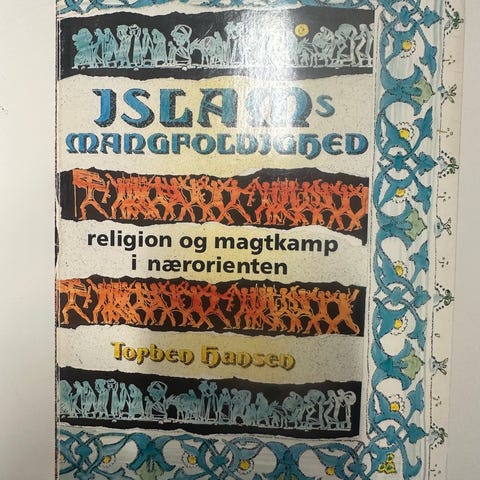 ISLAMs
MANGFOLDIGHED
religion og magtkamp
i nærorienten
Torben Hansen